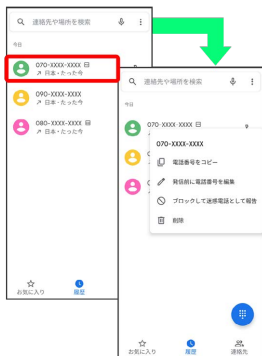 連絡先や場所を検索
今日
070-XXXX-XXXX
日本・たった今
090-XXXX-XXXX
日本・たった今
080-XXXX-XXXX
日本・たった今
お気に入り
履歴
連絡先や場所を検索
今日
070-XXXX-XXXX
070-XXXX-XXXX
電話番号をコピー
発信前に電話番号を編集
ブロックして迷惑電話として報告
削除
お気に入り
履歴
連絡先